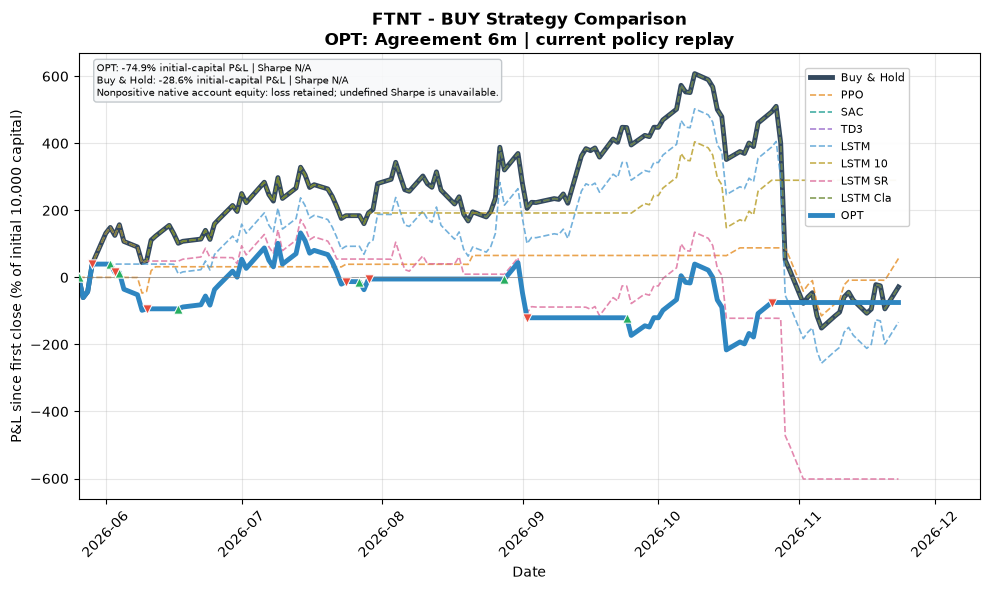 FTNT - BUY Strategy Comparison
OPT: Agreement 6m | current policy replay
OPT: -74.9% initial-capital P&L | Sharpe N/A
Buy & Hold: -28.6% initial-capital P&L | Sharpe N/A
Nonpositive native account equity: loss retained; undefined Sharpe is unavailable.
Buy & Hold
PPO
SAC
TD3
LSTM
LSTM 10
LSTM SR
LSTM Cla
OPT
P&L since first close (% of initial 10,000 capital)
600
400
200
0
−200
−400
−600
2026-06
2026-07
2026-08
2026-09
2026-10
2026-11
2026-12
Date